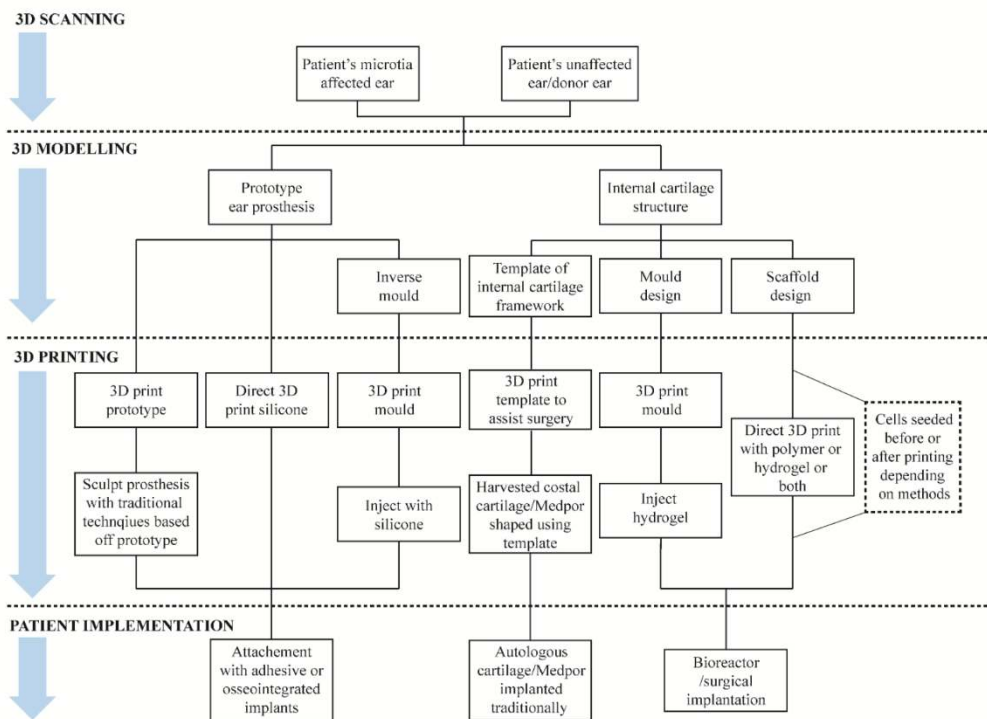 3D SCANNING
Patient's microtia
affected ear
Patient's unaffected
ear/donor ear
3D MODELLING
Prototype
ear prosthesis
Internal cartilage
structure
Inverse
mould
Template of
internal cartilage
framework
Mould
design
Scaffold
design
3D PRINTING
3D print
prototype
Direct 3D
print silicone
3D print
mould
3D print
template to
assist surgery
3D print
mould
Direct 3D print
with polymer or
hydrogel or
both
Cells seeded
before or
after printing
depending
on methods
Sculpt prosthesis
with traditional
technqiues based
off prototype
Inject with
silicone
Harvested costal
cartilage/Medpor
shaped using
template
Inject
hydrogel
PATIENT IMPLEMENTATION
Attachement
with adhesive or
osseointegrated
implants
Autologous
cartilage/Medpor
implanted
traditionally
Bioreactor
/surgical
implantation